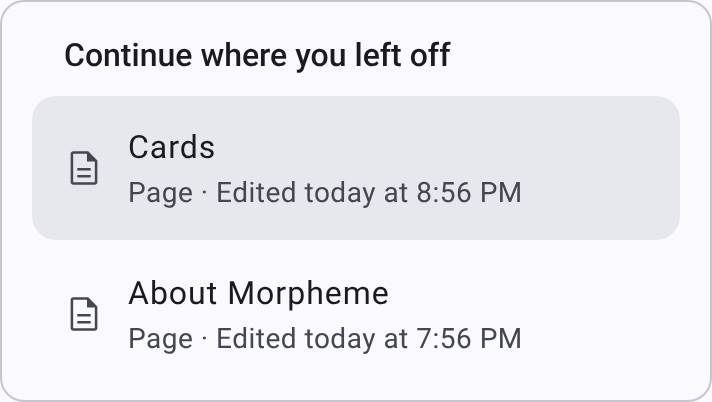 Continue where you left off
Cards
Page · Edited today at 8:56 PM
About Morpheme
Page · Edited today at 7:56 PM